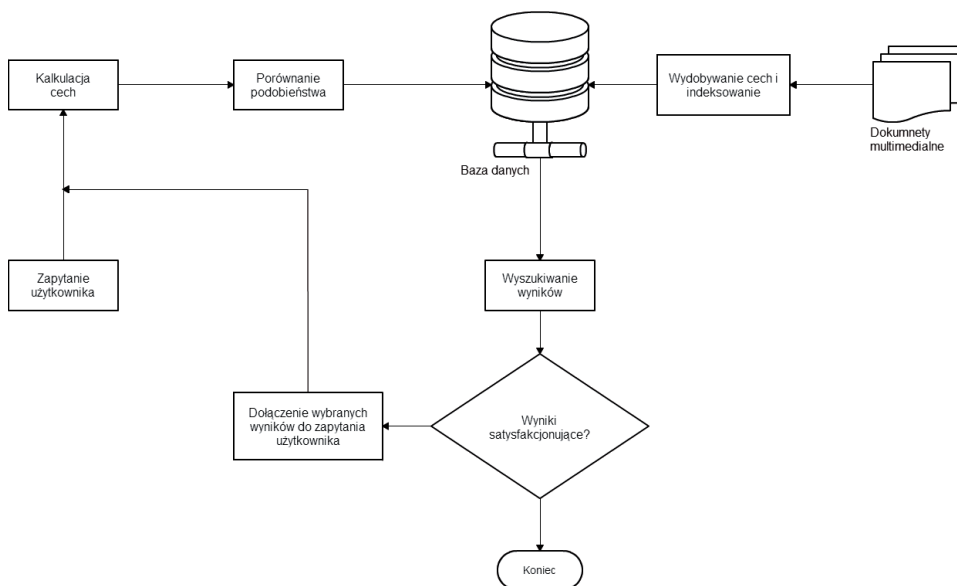 Kalkulacja
cech
Porównanie
podobieństwa
Wydobywanie cech i
indeksowanie
Dokumnety
multimedialne
Baza danych
Zapytanie
użytkownika
Wyszukiwanie
wyników
Dołączenie wybranych
wyników do zapytania
użytkownika
Wyniki
satysfakcjonujące?
Koniec